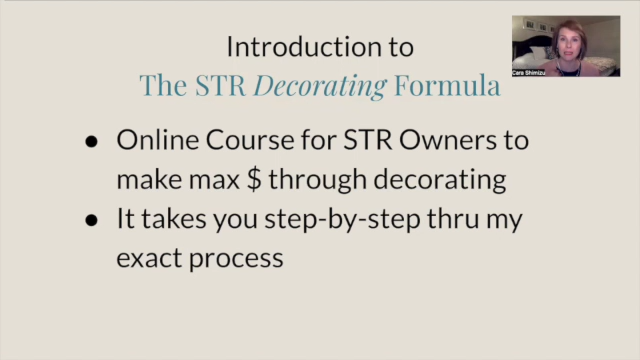 Introduction to
The STR Decorating Formula
● Online Course for STR Owners to
make max $ through decorating
● It takes you step-by-step thru my
exact process
Cara Shimizu